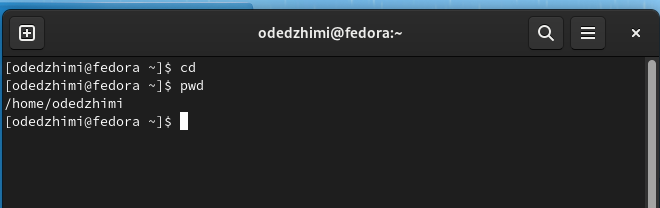 odedzhimi@fedora:~
[odedzhimi@fedora ~]$ cd
[odedzhimi@fedora ~]$ pwd
/home/odedzhimi
[odedzhimi@fedora ~]$